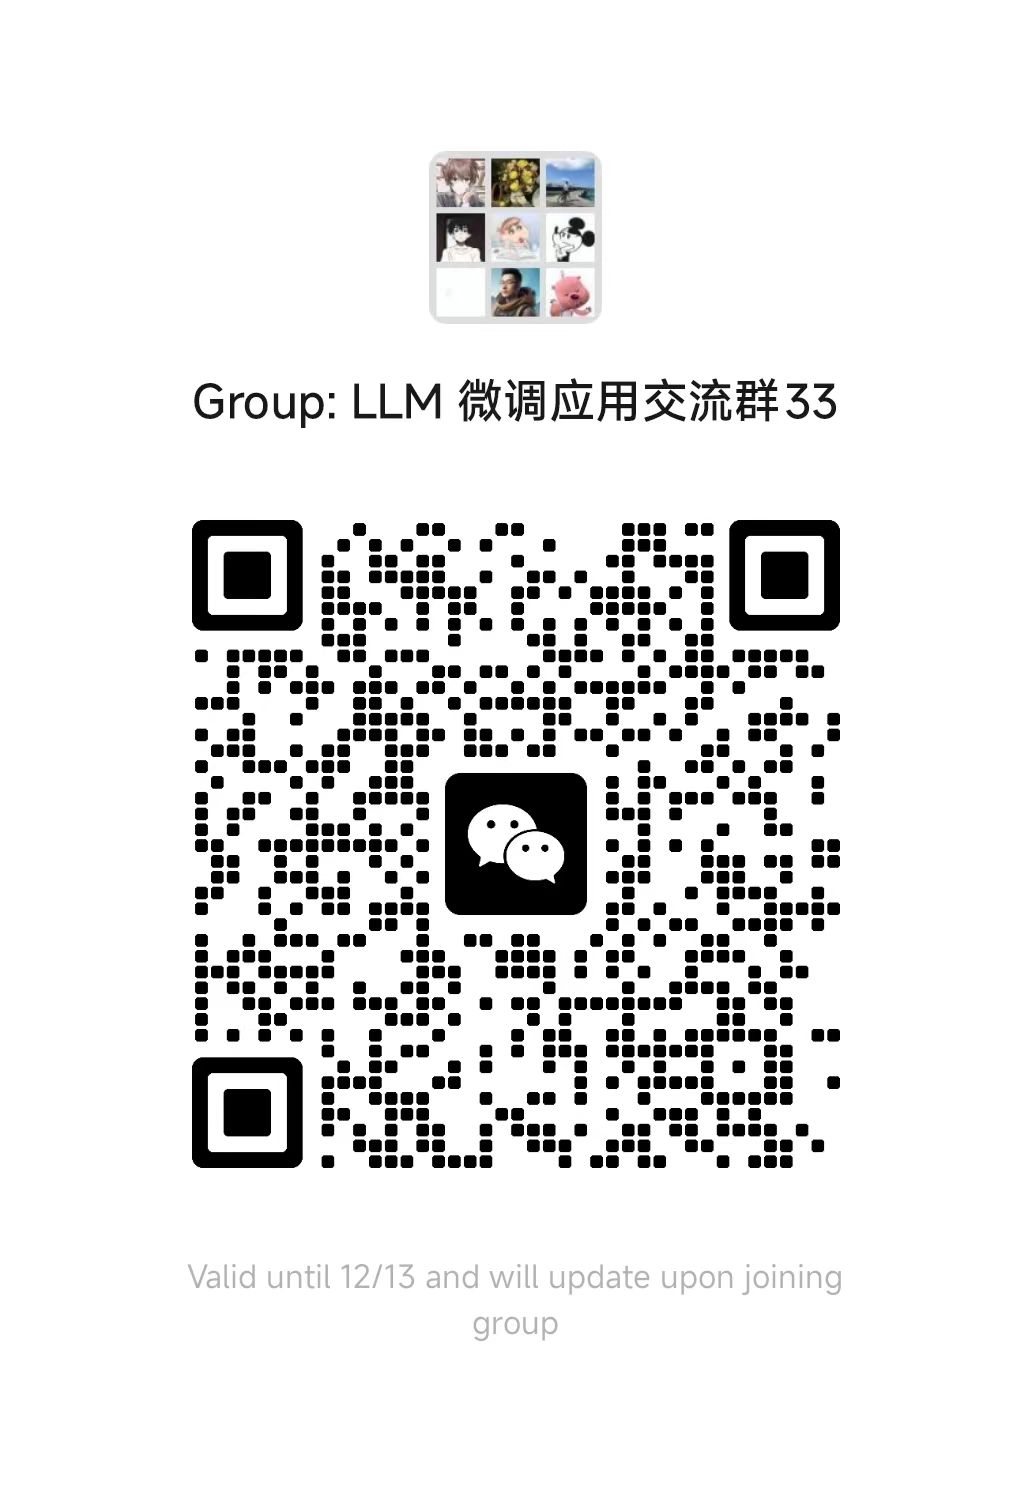 Group: LLM 微调应用交流群33
Valid until 12/13 and will update upon joining
group